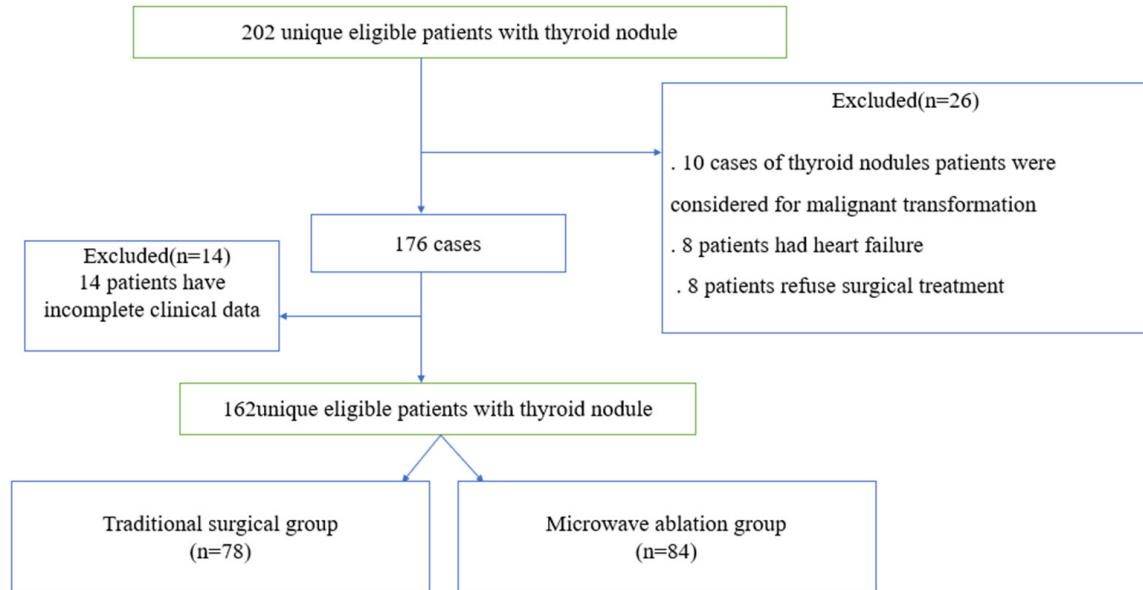 202 unique eligible patients with thyroid nodule
Excluded(n=26)
. 10 cases of thyroid nodules patients were
considered for malignant transformation
. 8 patients had heart failure
. 8 patients refuse surgical treatment
176 cases
Excluded(n=14)
14 patients have
incomplete clinical data
162unique eligible patients with thyroid nodule
Traditional surgical group
(n=78)
Microwave ablation group
(n=84)